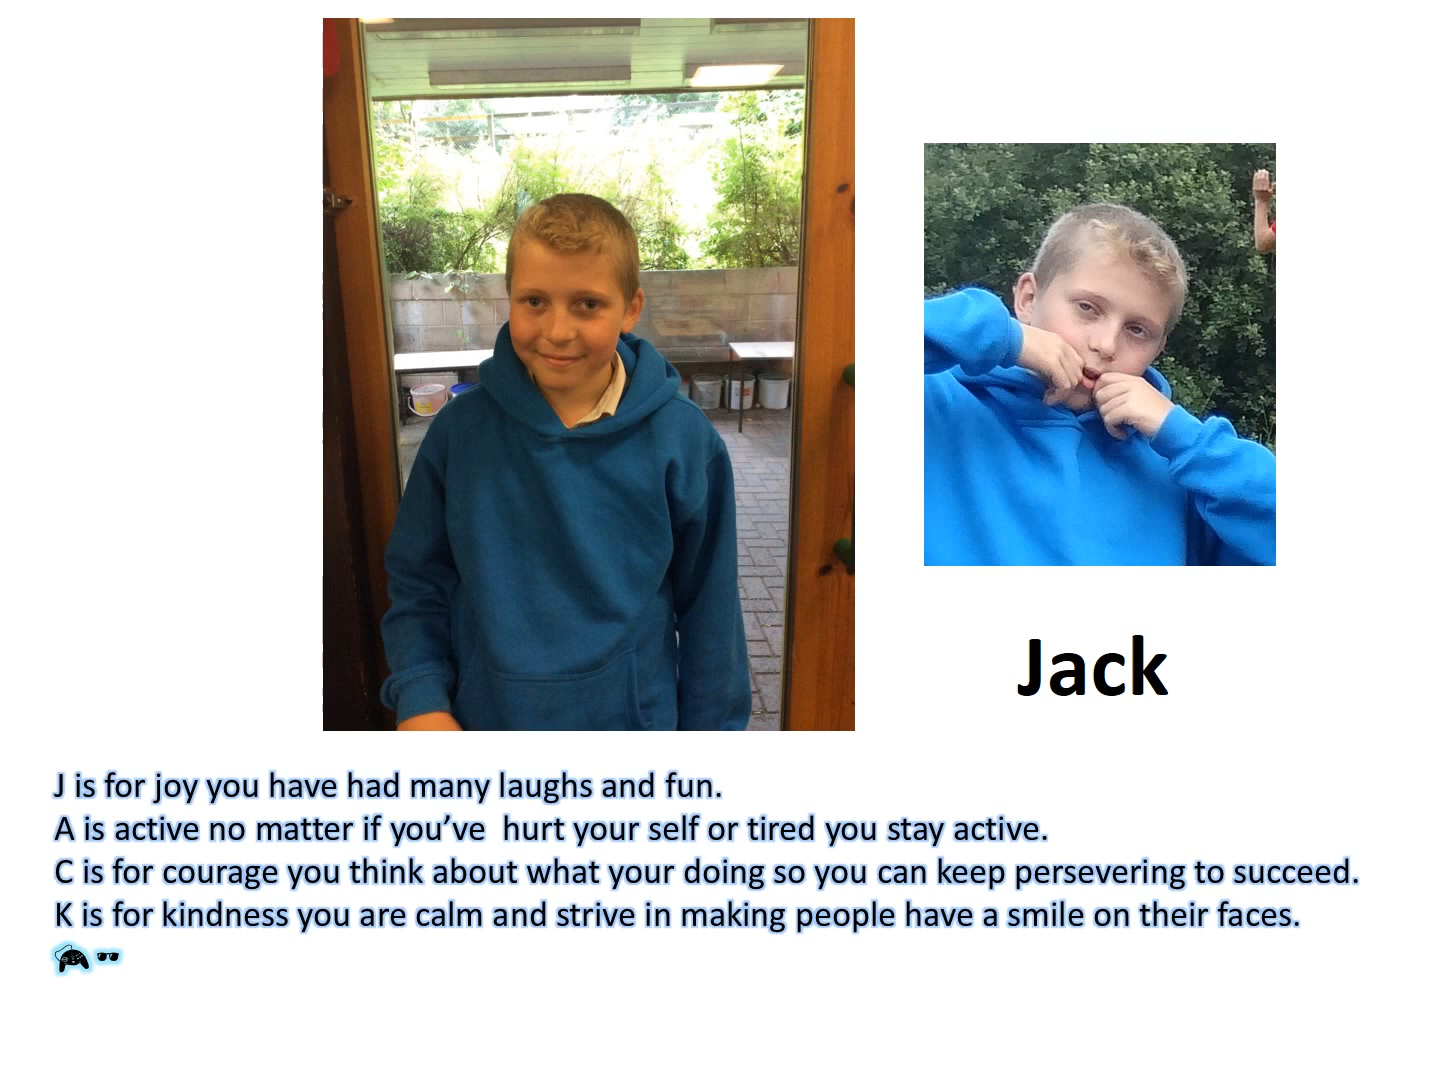 Jack
J is for joy you have had many laughs and fun.
A is active no matter if you’ve  hurt your self or tired you stay active.
C is for courage you think about what your doing so you can keep persevering to succeed.
K is for kindness you are calm and strive in making people have a smile on their faces.
🎮🕶